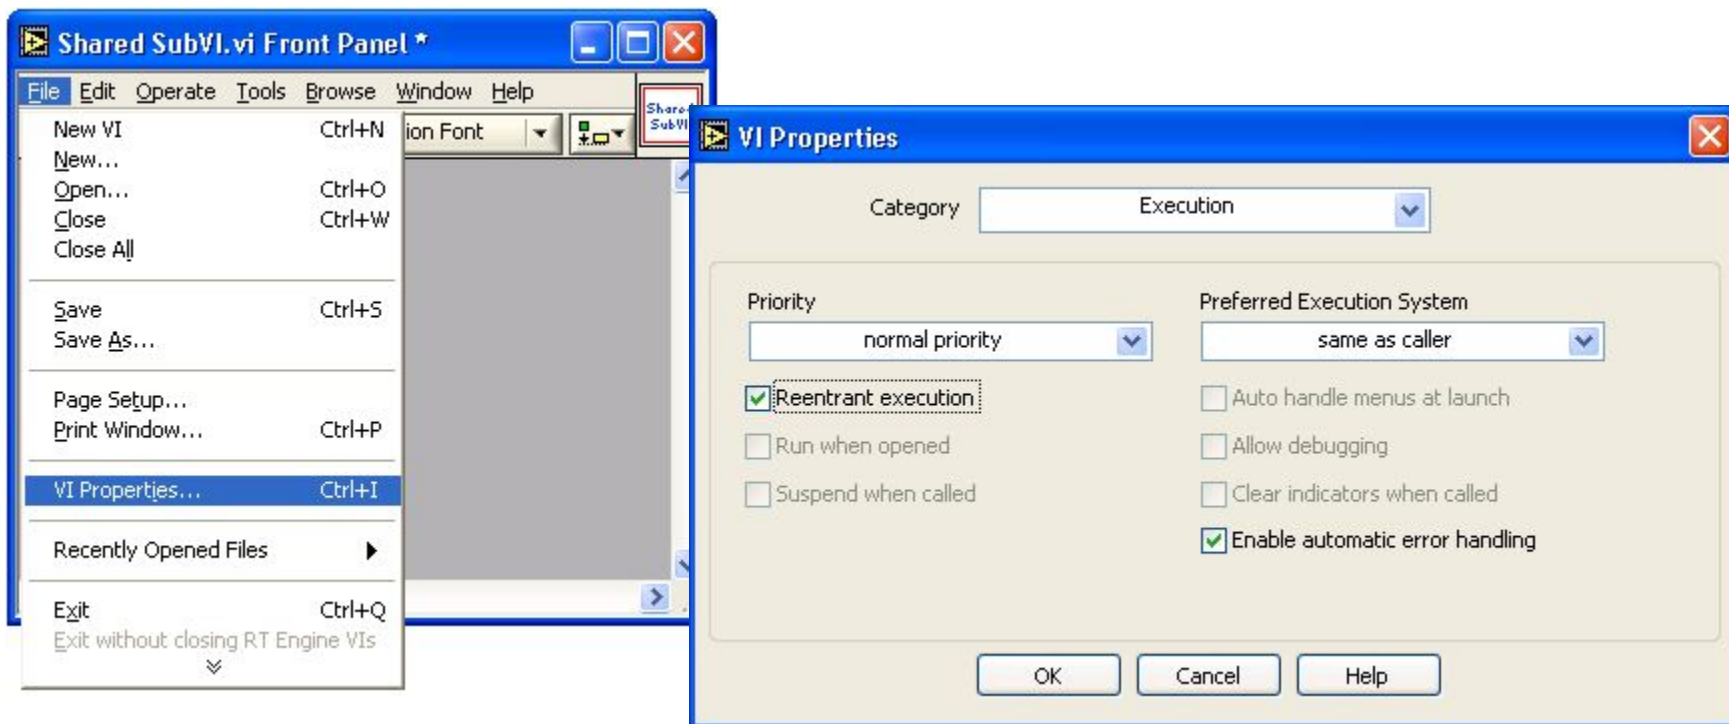 Shared SubVI.vi Front Panel *
File Edit Operate Tools Browse Window Help
Shared
SubVI
ion Font
New VI Ctrl+N
New...
Open... Ctrl+O
Close Ctrl+W
Close All
Save Ctrl+S
Save As...
Page Setup...
Print Window... Ctrl+P
VI Properties... Ctrl+I
Recently Opened Files
Exit Ctrl+Q
Exit without closing RT Engine VIs
VI Properties
Category Execution
Priority Preferred Execution System
normal priority same as caller
Reentrant execution Auto handle menus at launch
Run when opened Allow debugging
Suspend when called Clear indicators when called
Enable automatic error handling
OK Cancel Help